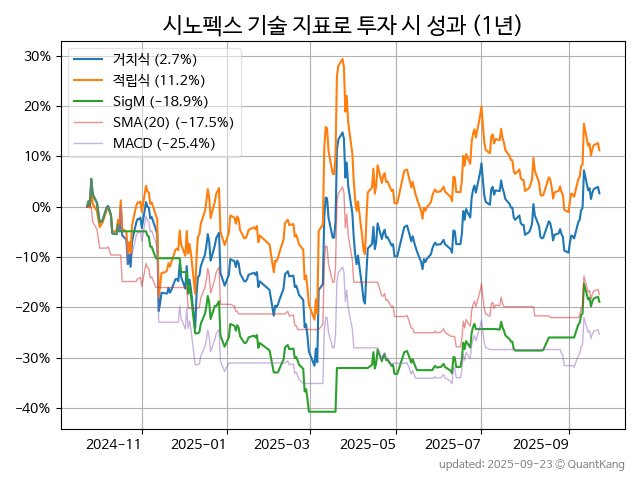 시노펙스 기술 지표로 투자 시 성과 (1년)
거치식 (2.7%)
적립식 (11.2%)
SigM (−18.9%)
SMA(20) (−17.5%)
MACD (−25.4%)
30%
20%
10%
0%
−10%
−20%
−30%
−40%
2024-11 2025-01 2025-03 2025-05 2025-07 2025-09
updated: 2025-09-23 ⓒ QuantKang